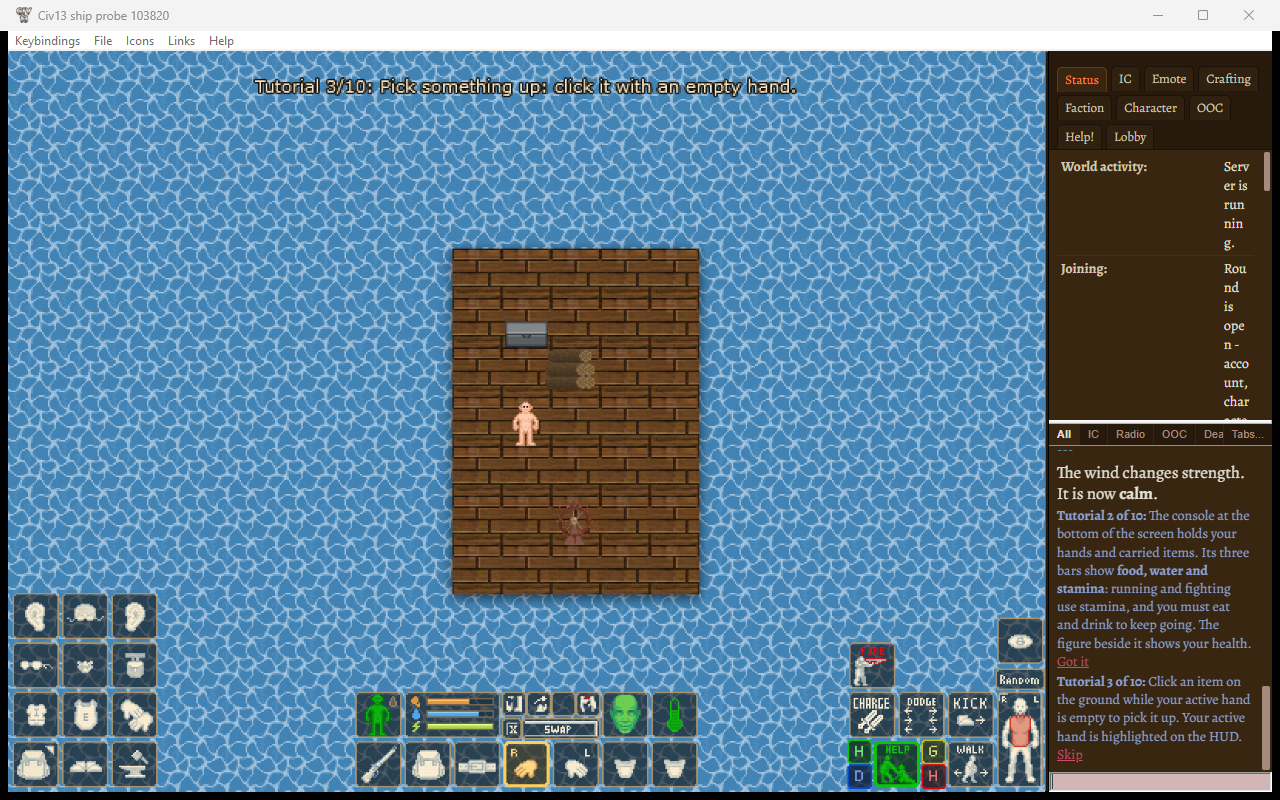 Civ13 ship probe 103820
Keybindings File Icons Links Help
Tutorial 3/10: Pick something up: click it with an empty hand.
Status IC Emote Crafting
Faction Character OOC
Help! Lobby
World activity: Serv
er is
run
nin
g.
Joining: Rou
nd
is
ope
n -
acco
unt,
char
All IC Radio OOC Dea Tabs...
The wind changes strength.
It is now calm.
Tutorial 2 of 10: The console at the
bottom of the screen holds your
hands and carried items. Its three
bars show food, water and
stamina: running and fighting
use stamina, and you must eat
and drink to keep going. The
figure beside it shows your health.
Got it
Tutorial 3 of 10: Click an item on
the ground while your active hand
is empty to pick it up. Your active
hand is highlighted on the HUD.
Skip
FIRE
Random
SWAP
CHARGE DODGE KICK
R L
H HELP G WALK
D H
R L
E